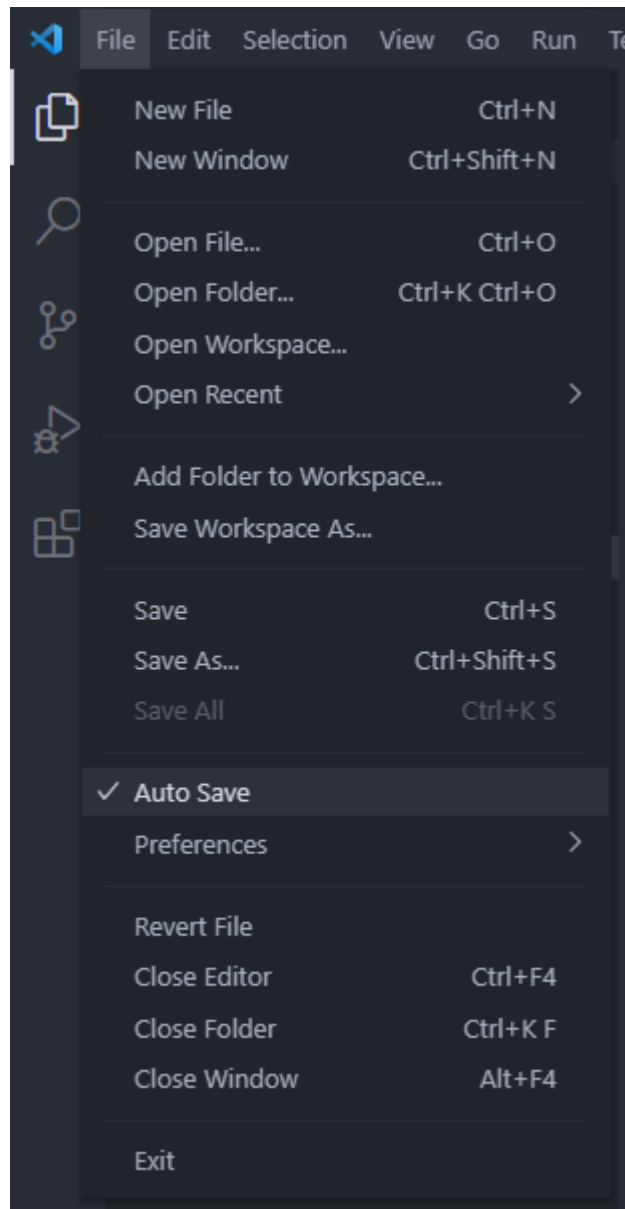 File Edit Selection View Go Run
New File Ctrl+N
New Window Ctrl+Shift+N
Open File... Ctrl+O
Open Folder... Ctrl+K Ctrl+O
Open Workspace...
Open Recent
Add Folder to Workspace...
Save Workspace As...
Save Ctrl+S
Save As... Ctrl+Shift+S
Save All Ctrl+K S
Auto Save
Preferences
Revert File
Close Editor Ctrl+F4
Close Folder Ctrl+K F
Close Window Alt+F4
Exit